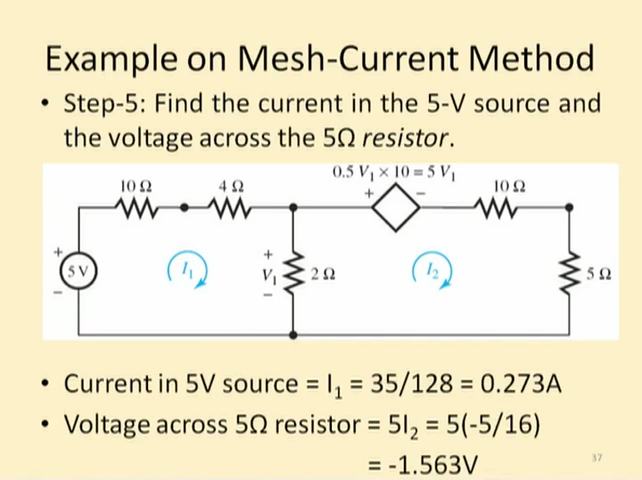 Example on Mesh-Current Method
• Step-5: Find the current in the 5-V source and
the voltage across the 5Ω resistor.
0.5 V₁ × 10 = 5 V₁
10 Ω
4 Ω
+
−
10 Ω
+
5 V
−
I₁
+
V₁
−
2 Ω
I₂
5 Ω
• Current in 5V source = I₁ = 35/128 = 0.273A
• Voltage across 5Ω resistor = 5I₂ = 5(-5/16)
= -1.563V
37